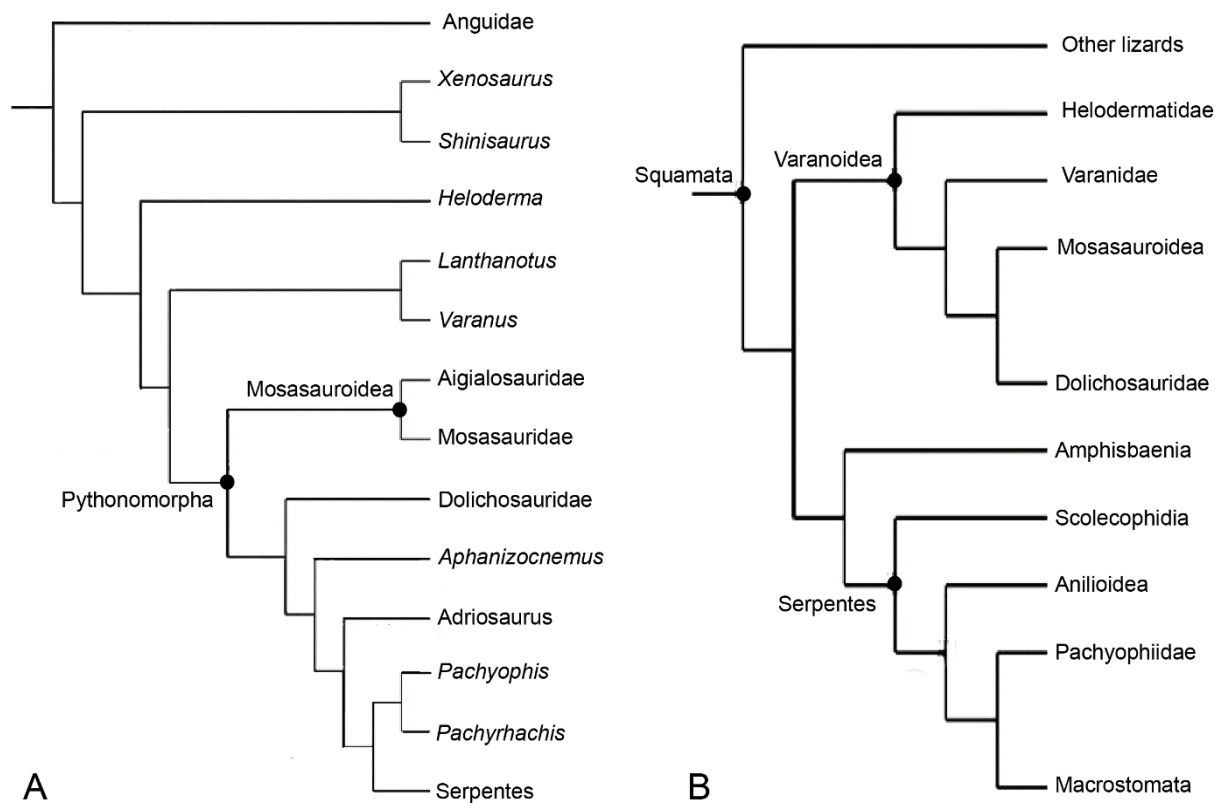 Anguidae
Xenosaurus
Shinisaurus
Heloderma
Lanthanotus
Varanus
Aigialosauridae
Mosasauroidea
Mosasauridae
Pythonomorpha
Dolichosauridae
Aphanizocnemus
Adriosaurus
Pachyophis
Pachyrhachis
Serpentes
A
Other lizards
Helodermatidae
Varanoidea
Squamata
Varanidae
Mosasauroidea
Dolichosauridae
Amphisbaenia
Scolecophidia
Serpentes
Anilioidea
Pachyophiidae
Macrostomata
B